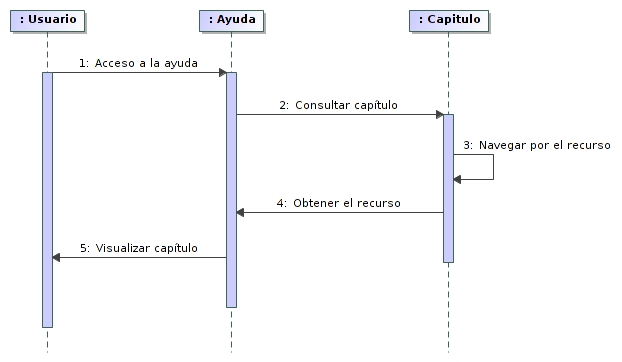 : Usuario
: Ayuda
: Capitulo
1: Acceso a la ayuda
2: Consultar capítulo
3: Navegar por el recurso
4: Obtener el recurso
5: Visualizar capítulo